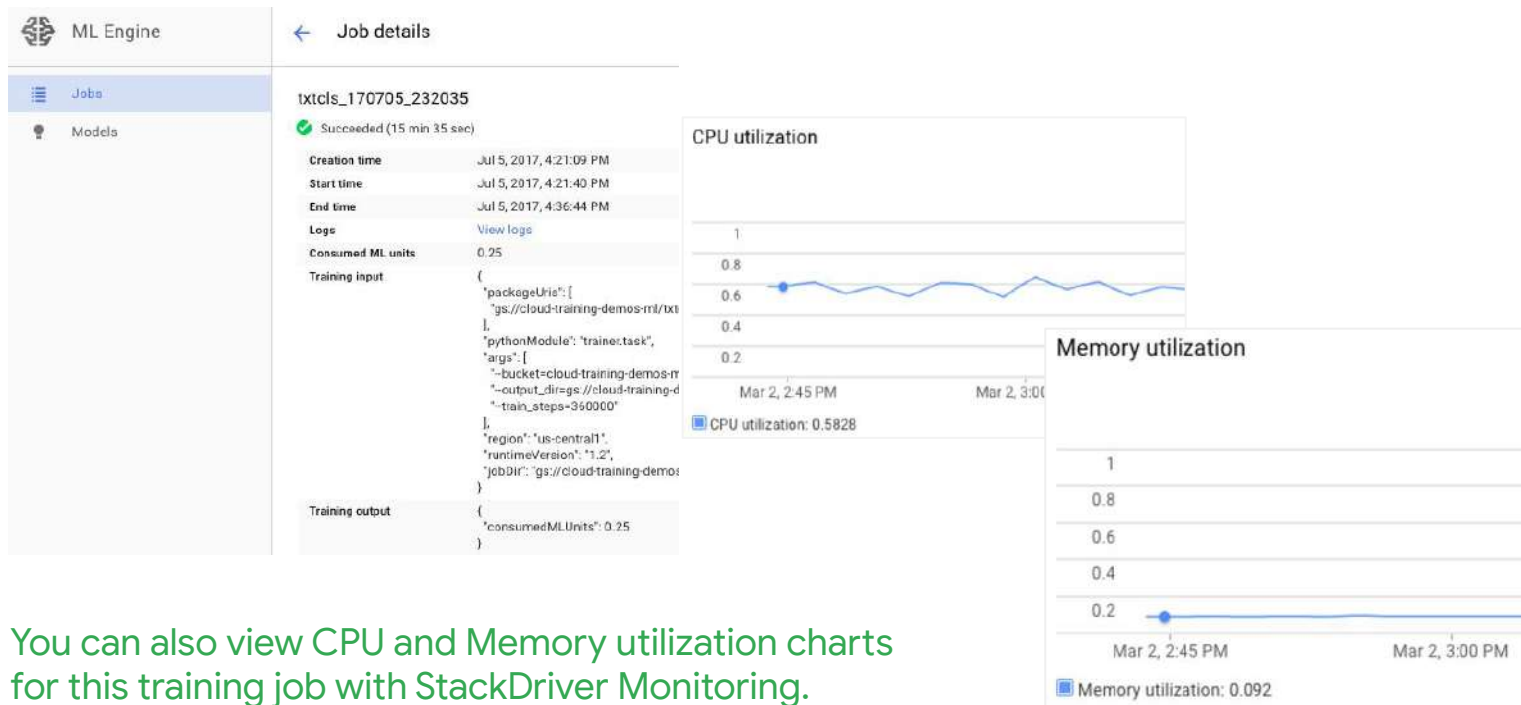 ML Engine
Job details
Jobs
Models
txtcls_170705_232035
Succeeded (15 min 35 sec)
Creation time Jul 5, 2017, 4:21:09 PM
Start time Jul 5, 2017, 4:21:40 PM
End time Jul 5, 2017, 4:36:44 PM
Logs View logs
Consumed ML units 0.25
Training input {
"packageUris": [
"gs://cloud-training-demos-ml/txt
],
"pythonModule": "trainer.task",
"args": [
"--bucket=cloud-training-demos-m
"--output_dir=gs://cloud-training-d
"--train_steps=360000"
],
"region": "us-central1",
"runtimeVersion": "1.2",
"jobDir": "gs://cloud-training-demos
}
Training output {
"consumedMLUnits": 0.25
}
CPU utilization
1
0.8
0.6
0.4
0.2
Mar 2, 2:45 PM Mar 2, 3:00
CPU utilization: 0.5828
Memory utilization
1
0.8
0.6
0.4
0.2
Mar 2, 2:45 PM Mar 2, 3:00 PM
Memory utilization: 0.092
You can also view CPU and Memory utilization charts
for this training job with StackDriver Monitoring.